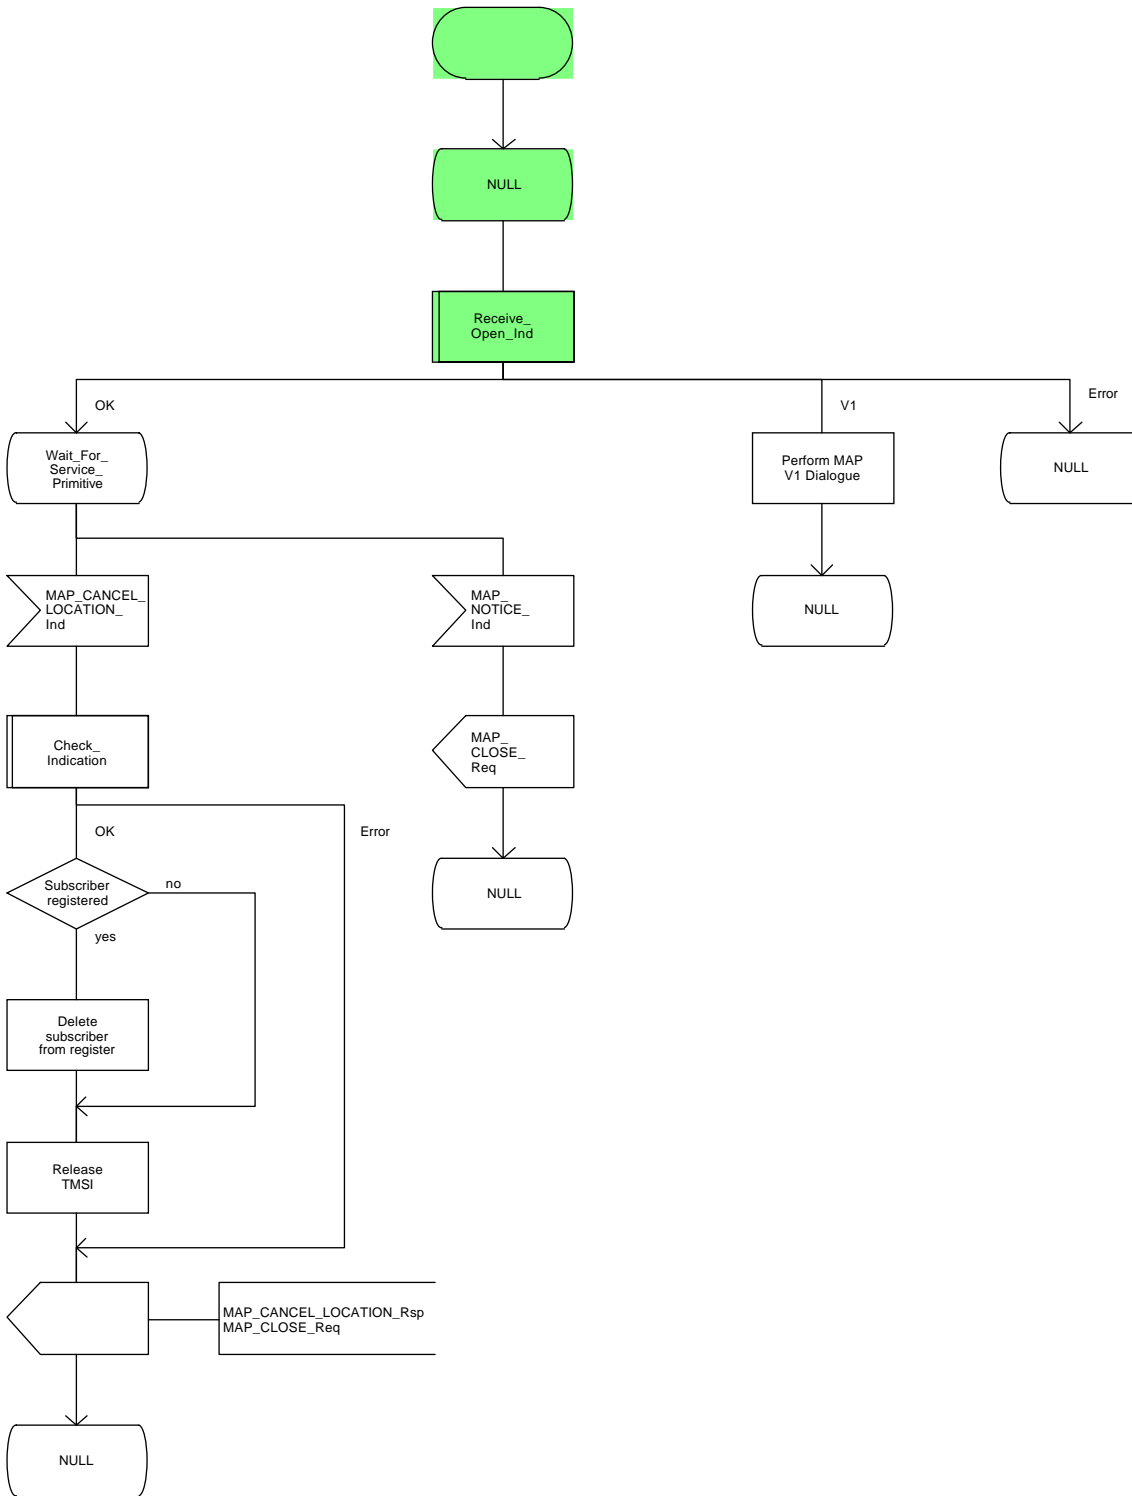 NULL
Receive_
Open_Ind
OK
V1
Error
Wait_For_
Service_
Primitive
Perform MAP
V1 Dialogue
NULL
MAP_CANCEL_
LOCATION_
Ind
MAP_
NOTICE_
Ind
NULL
Check_
Indication
MAP_
CLOSE_
Req
OK
Error
Subscriber
registered
no
yes
NULL
Delete
subscriber
from register
Release
TMSI
MAP_CANCEL_LOCATION_Rsp
MAP_CLOSE_Req
NULL